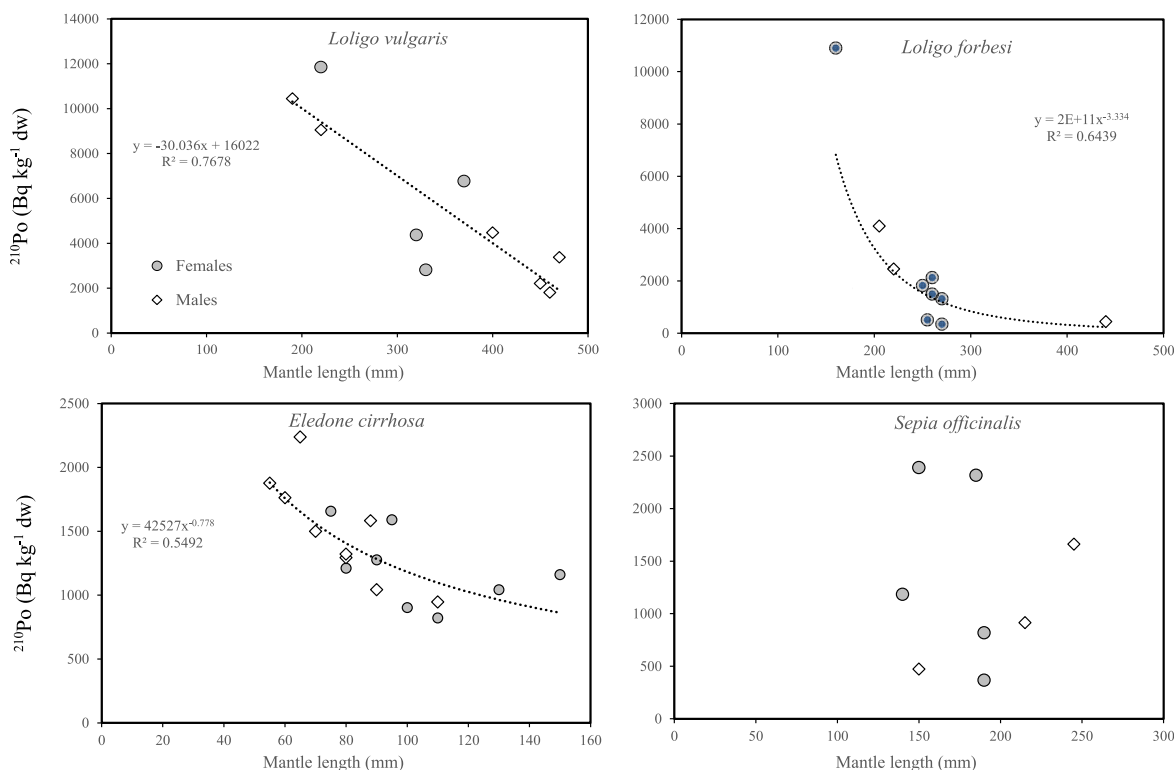 Loligo vulgaris
14000
12000
10000
8000
6000
4000
2000
0
y = -30.036x + 16022
R² = 0.7678
Females
Males
0 100 200 300 400 500
Mantle length (mm)
²¹⁰Po (Bq kg⁻¹ dw)
Loligo forbesi
12000
10000
8000
6000
4000
2000
0
y = 2E+11x⁻³·³³⁴
R² = 0.6439
0 100 200 300 400 500
Mantle length (mm)
Eledone cirrhosa
2500
2000
1500
1000
500
0
y = 42527x⁻⁰·⁷⁷⁸
R² = 0.5492
0 20 40 60 80 100 120 140 160
Mantle length (mm)
²¹⁰Po (Bq kg⁻¹ dw)
Sepia officinalis
3000
2500
2000
1500
1000
500
0
0 50 100 150 200 250 300
Mantle length (mm)